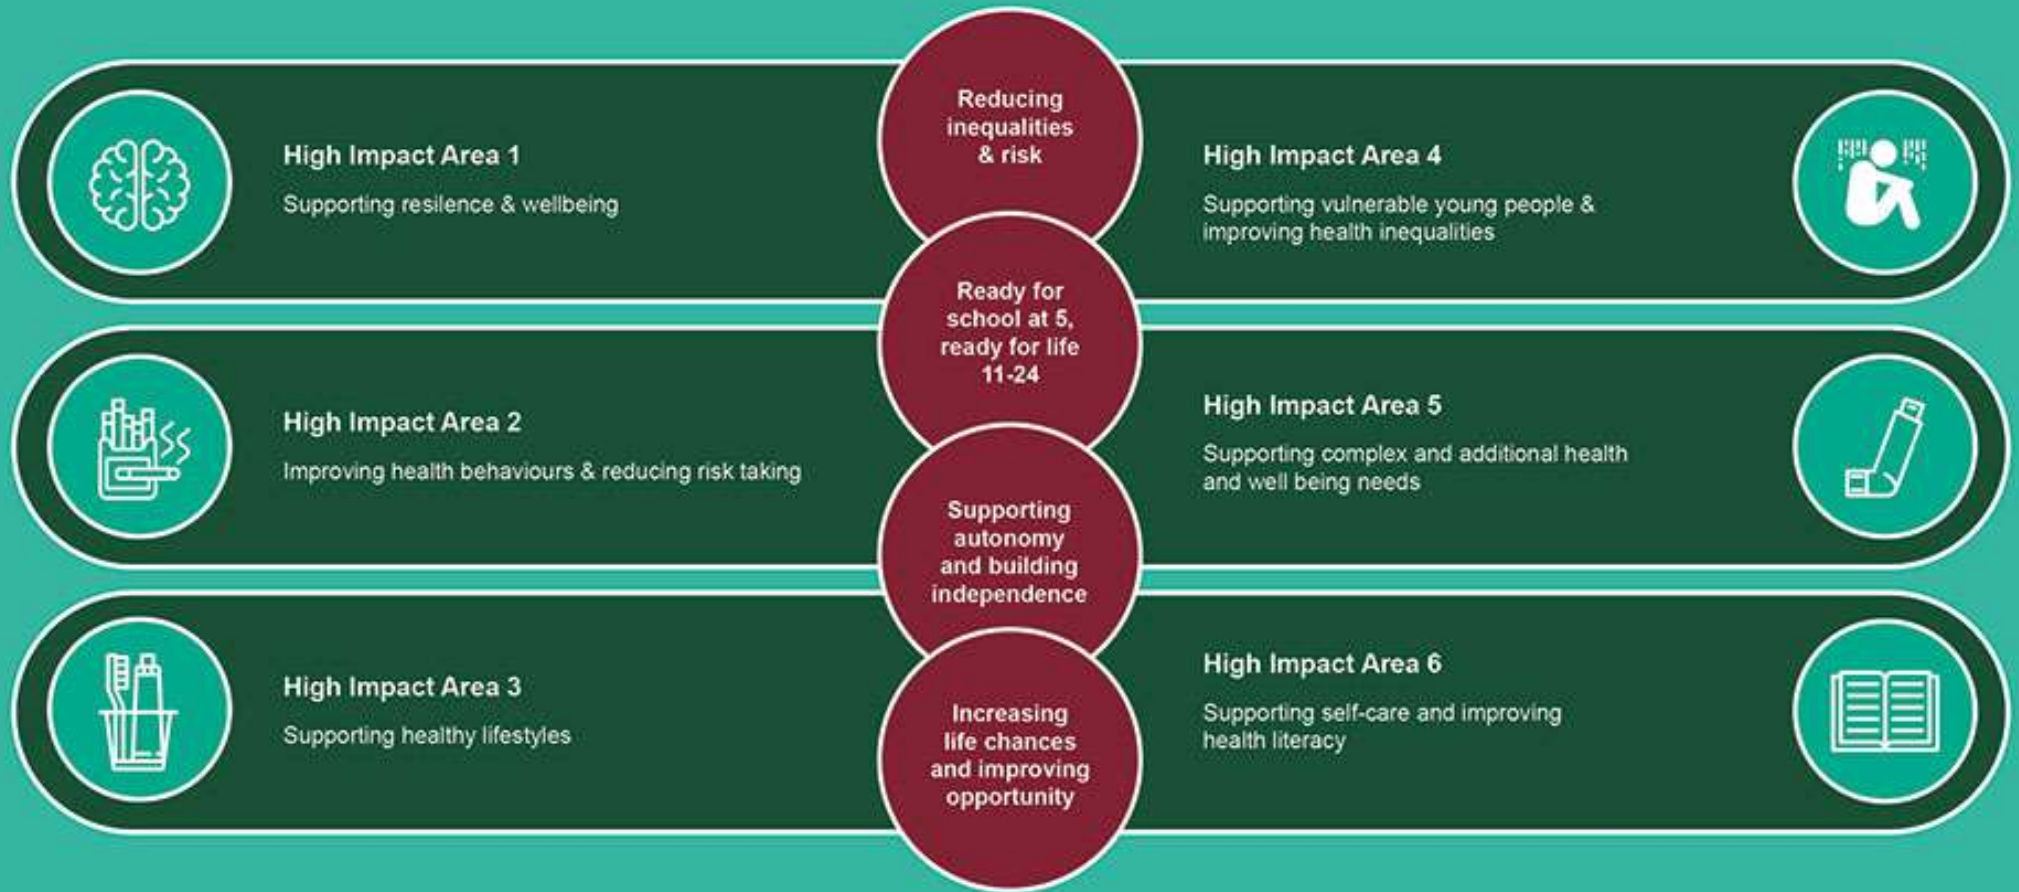 High Impact Area 1
Supporting resilence & wellbeing
High Impact Area 2
Improving health behaviours & reducing risk taking
High Impact Area 3
Supporting healthy lifestyles
Reducing
inequalities
& risk
Ready for
school at 5,
ready for life
11-24
Supporting
autonomy
and building
independence
Increasing
life chances
and improving
opportunity
High Impact Area 4
Supporting vulnerable young people &
improving health inequalities
High Impact Area 5
Supporting complex and additional health
and well being needs
High Impact Area 6
Supporting self-care and improving
health literacy